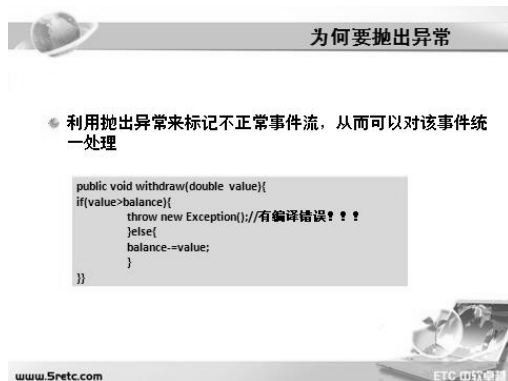 为何要抛出异常
利用抛出异常来标记不正常事件流，从而可以对该事件统
一处理
public void withdraw(double value){
if(value>balance){
throw new Exception();//有编译错误！！！
}else{
balance-=value;
}
}}
www.5retc.com
ETC 中软卓越